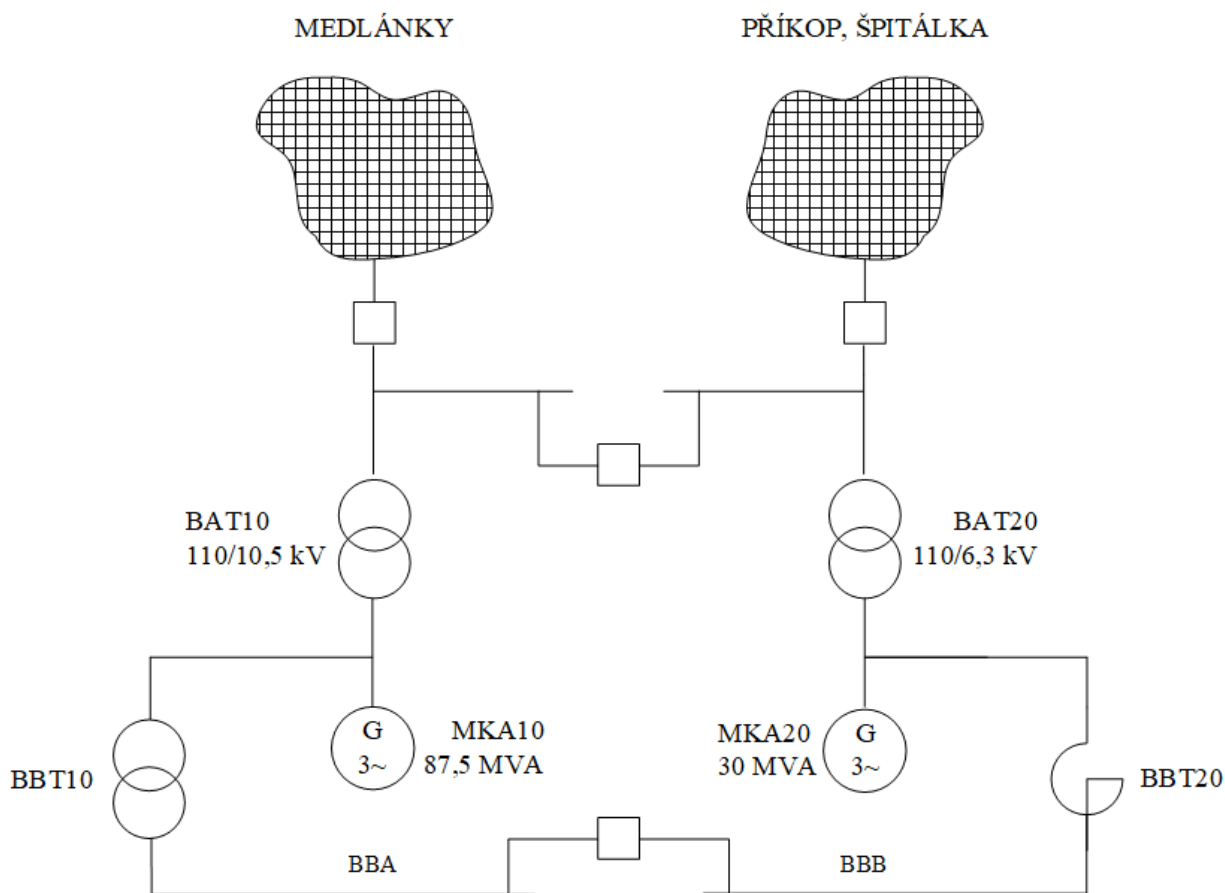 MEDLÁNKY
PŘÍKOP, ŠPITÁLKA
BAT10
110/10,5 kV
BAT20
110/6,3 kV
G
3~
MKA10
87,5 MVA
MKA20
30 MVA
G
3~
BBT10
BBT20
BBA
BBB